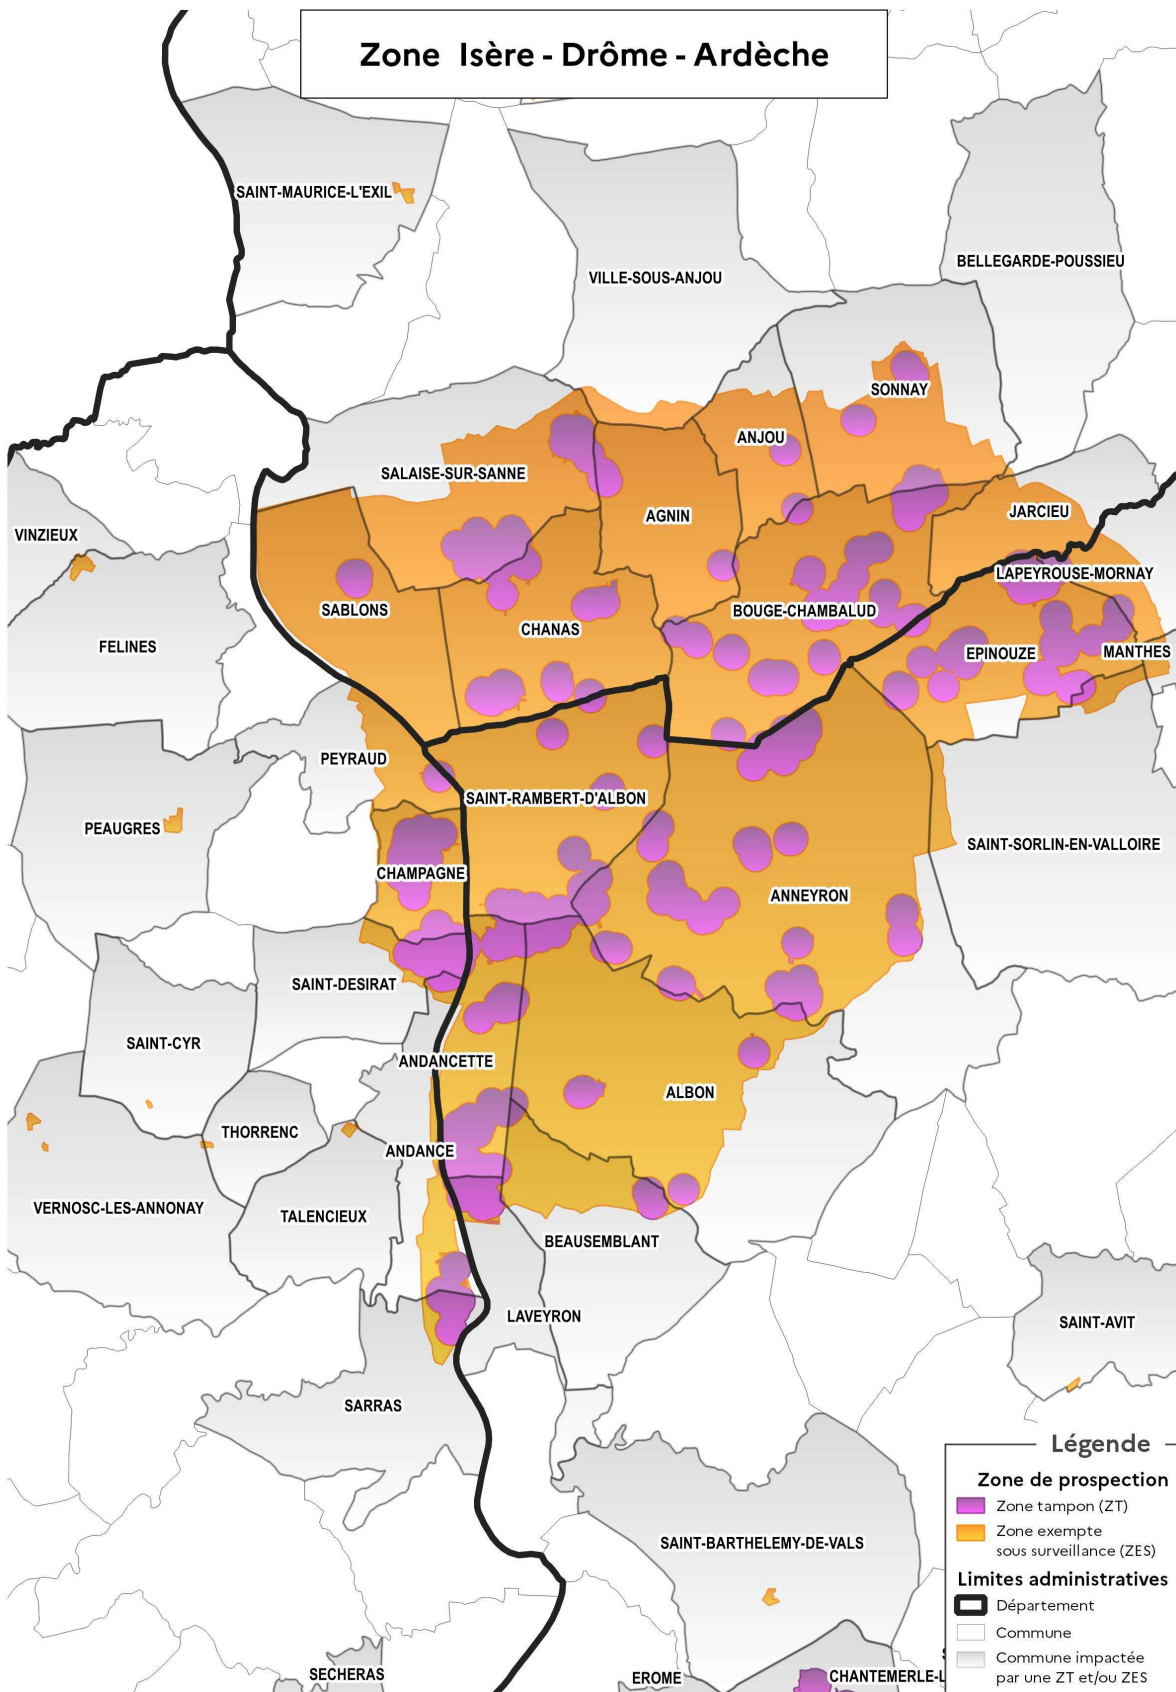 Zone Isère - Drôme - Ardèche
SAINT-MAURICE-L'EXIL
VILLE-SOUS-ANJOU
BELLEGARDE-POUSSIEU
SONNAY
ANJOU
SALAISE-SUR-SANNE
AGNIN
JARCIEU
VINZIEUX
LAPEYROUSE-MORNAY
SABLONS
BOUGE-CHAMBALUD
CHANAS
FELINES
EPINOUZE
MANTHES
PEYRAUD
SAINT-RAMBERT-D'ALBON
PEAUGRES
SAINT-SORLIN-EN-VALLOIRE
CHAMPAGNE
ANNEYRON
SAINT-DESIRAT
SAINT-CYR
ANDANCETTE
ALBON
THORRENC
ANDANCE
VERNOSC-LES-ANNONAY
TALENCIEUX
BEAUSEMBLANT
LAVEYRON
SAINT-AVIT
SARRAS
SAINT-BARTHELEMY-DE-VALS
SECHERAS
EROME
CHANTEMERLE-L
Légende
Zone de prospection
Zone tampon (ZT)
Zone exempte
sous surveillance (ZES)
Limites administratives
Département
Commune
Commune impactée
par une ZT et/ou ZES